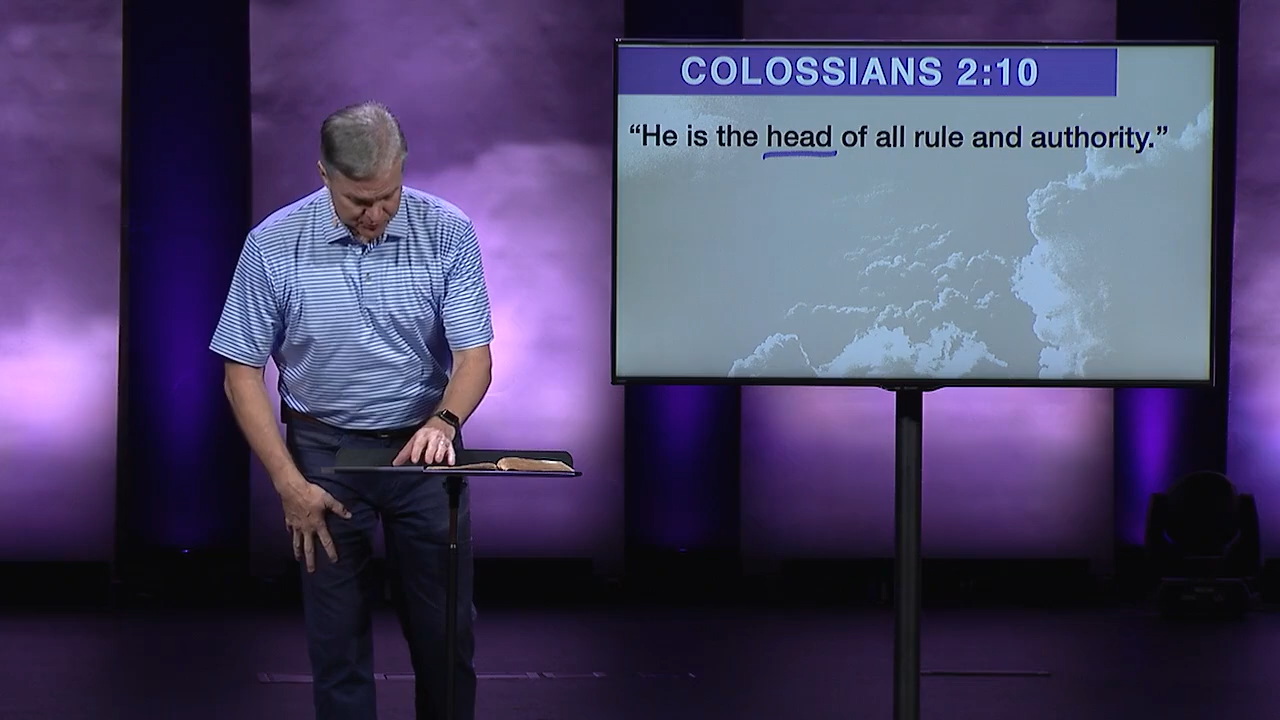 COLOSSIANS 2:10
“He is the head of all rule and authority.”